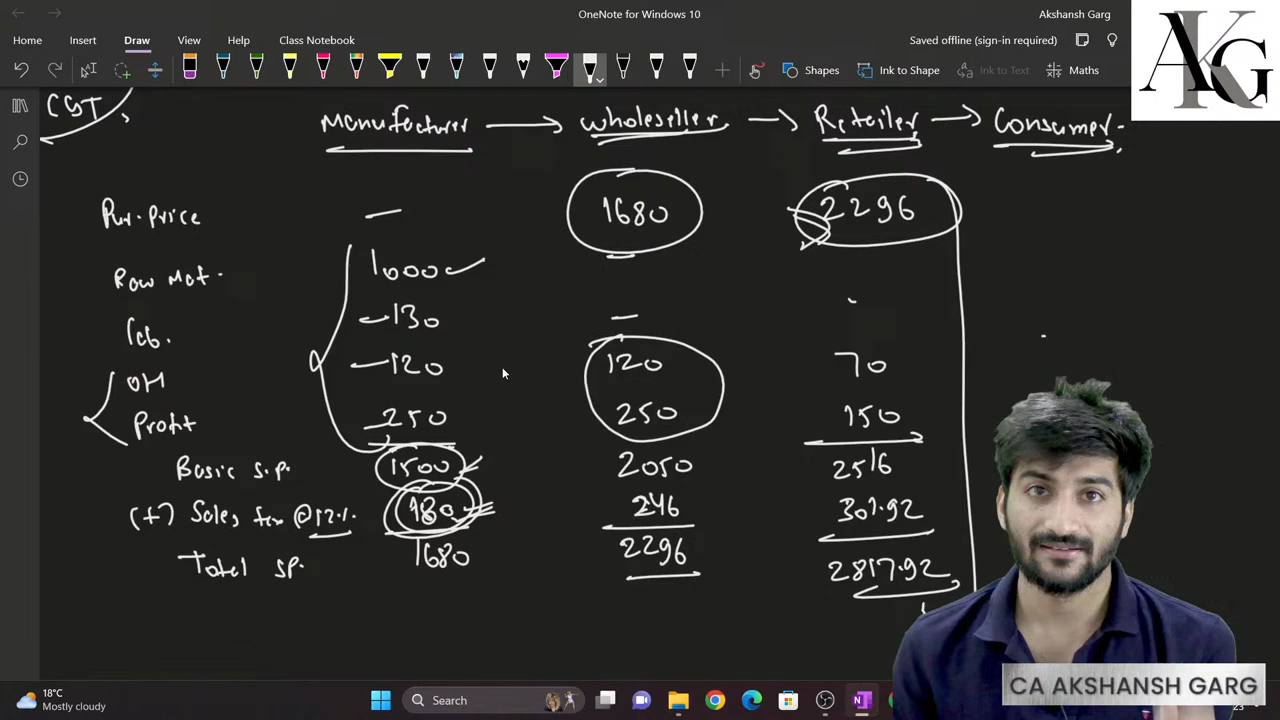 OneNote for Windows 10
Akshansh Garg
Home Insert Draw View Help Class Notebook
Saved offline (sign-in required)
Shapes Ink to Shape Ink to Text Maths
AKG
CST
Manufacturer → wholeseller → Retailer → Consumer.
Pur. Price — 1680 2296
Raw Mat. 1000
Lab. 130 —
OH 120 120 70
Profit 250 250 150
Basic s.p. 1500 2050 2516
(+) Sales tax @ 12%. 180 246 301.92
Total sp. 1680 2296 2817.92
CA AKSHANSH GARG
18°C
Mostly cloudy
Search
23